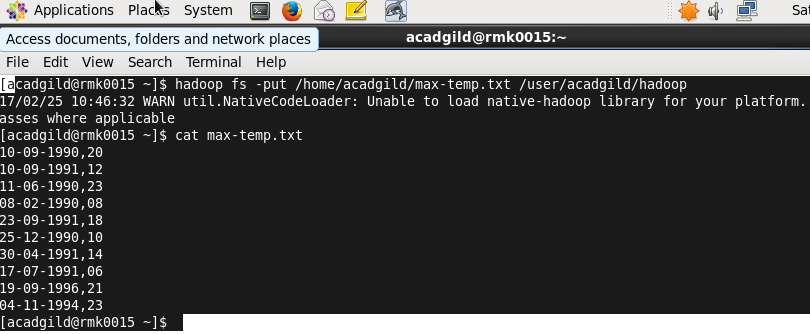 Applications Places System Sat
Access documents, folders and network places
acadgild@rmk0015:~
File Edit View Search Terminal Help
[acadgild@rmk0015 ~]$ hadoop fs -put /home/acadgild/max-temp.txt /user/acadgild/hadoop
17/02/25 10:46:32 WARN util.NativeCodeLoader: Unable to load native-hadoop library for your platform.
asses where applicable
[acadgild@rmk0015 ~]$ cat max-temp.txt
10-09-1990,20
10-09-1991,12
11-06-1990,23
08-02-1990,08
23-09-1991,18
25-12-1990,10
30-04-1991,14
17-07-1991,06
19-09-1996,21
04-11-1994,23
[acadgild@rmk0015 ~]$